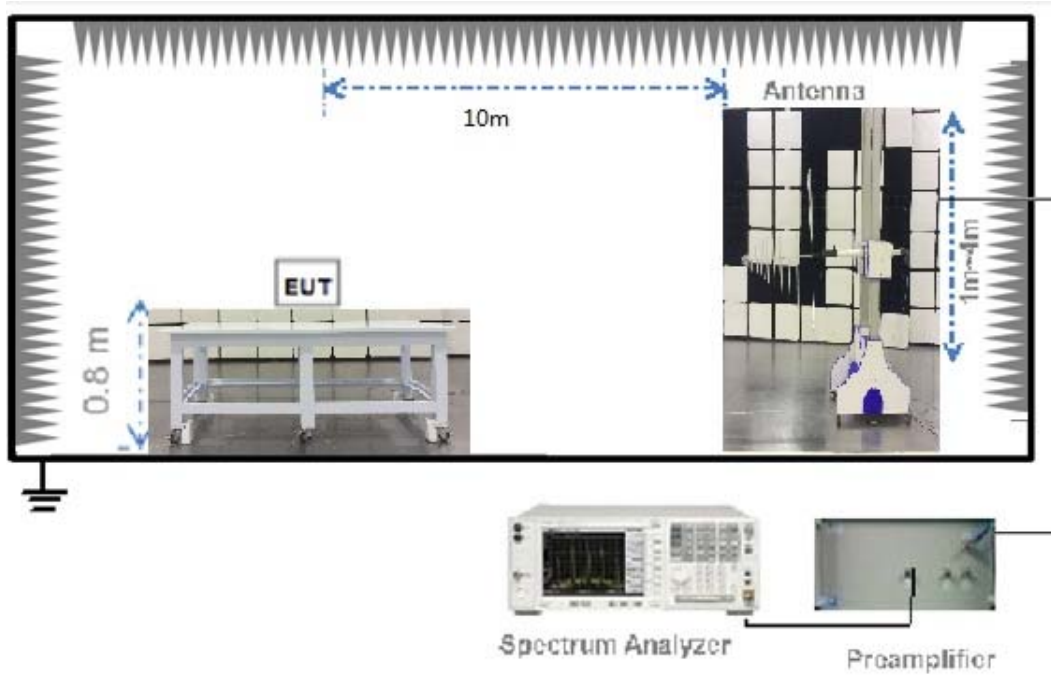 Antenna
10m
1m~4m
EUT
0.8 m
Spectrum Analyzer
Preamplifier